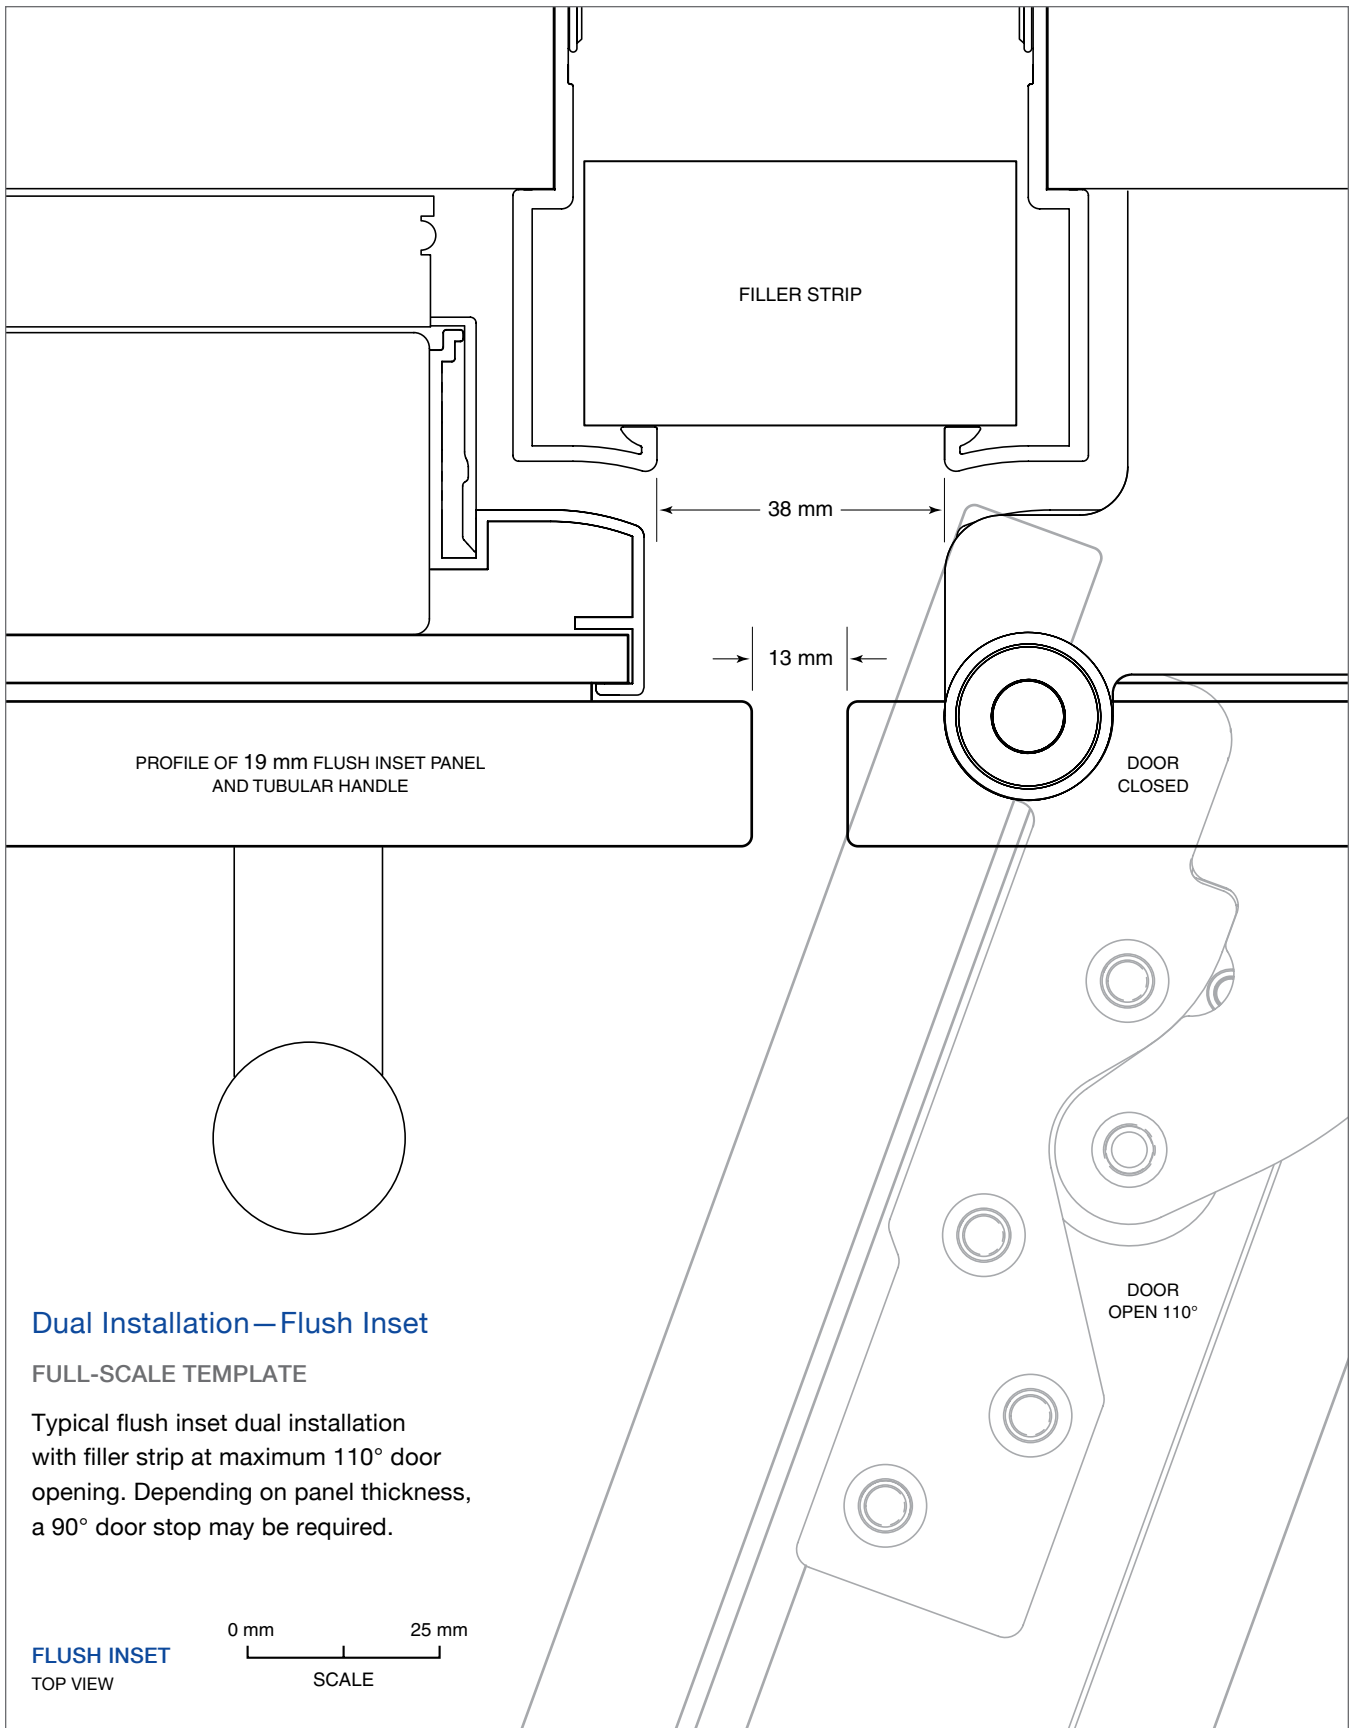 FILLER STRIP
38 mm
13 mm
PROFILE OF 19 mm FLUSH INSET PANEL
AND TUBULAR HANDLE
DOOR
CLOSED
DOOR
OPEN 110°
Dual Installation—Flush Inset
FULL-SCALE TEMPLATE
Typical flush inset dual installation
with filler strip at maximum 110° door
opening. Depending on panel thickness,
a 90° door stop may be required.
0 mm 25 mm
FLUSH INSET
SCALE
TOP VIEW